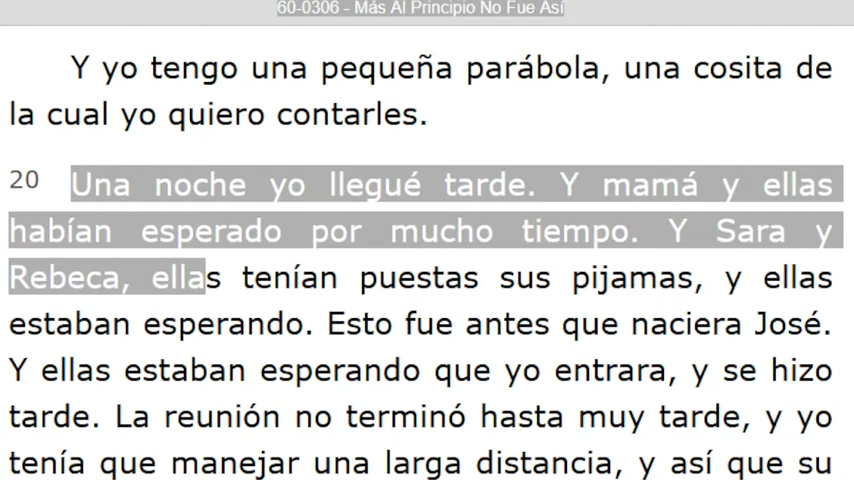 60-0306 - Más Al Principio No Fue Así
Y yo tengo una pequeña parábola, una cosita de
la cual yo quiero contarles.
20 Una noche yo llegué tarde. Y mamá y ellas
habían esperado por mucho tiempo. Y Sara y
Rebeca, ellas tenían puestas sus pijamas, y ellas
estaban esperando. Esto fue antes que naciera José.
Y ellas estaban esperando que yo entrara, y se hizo
tarde. La reunión no terminó hasta muy tarde, y yo
tenía que manejar una larga distancia, y así que su